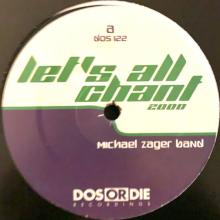 a
dos 122
let's all
chant
2000
michael zager band
DOS OR DIE
RECORDINGS